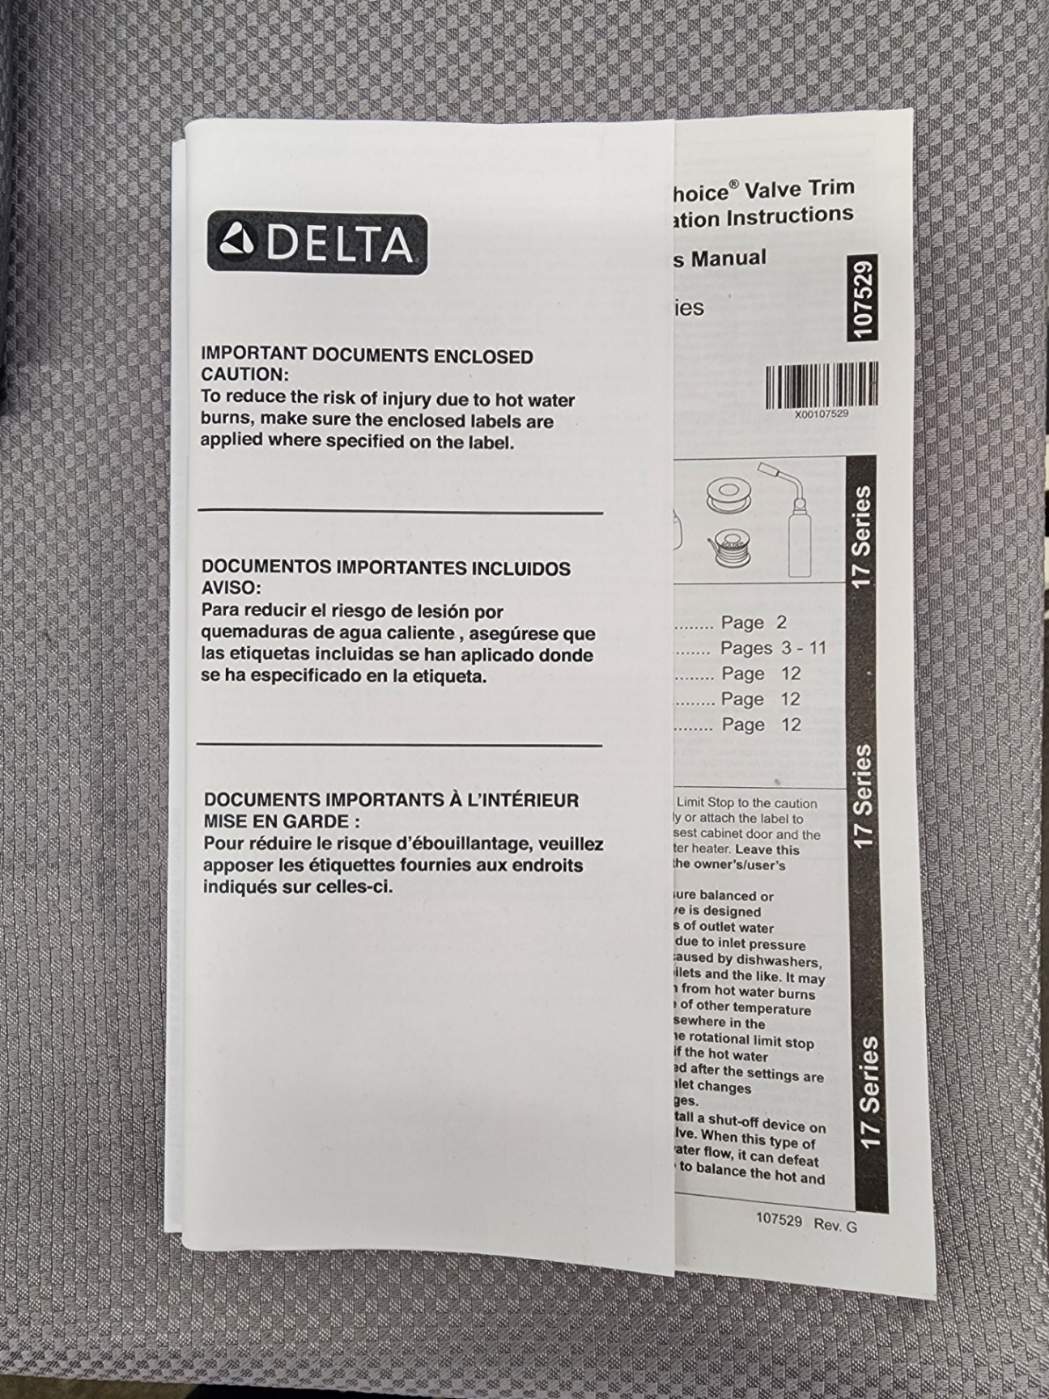 DELTA
IMPORTANT DOCUMENTS ENCLOSED
CAUTION:
To reduce the risk of injury due to hot water
burns, make sure the enclosed labels are
applied where specified on the label.
DOCUMENTOS IMPORTANTES INCLUIDOS
AVISO:
Para reducir el riesgo de lesión por
quemaduras de agua caliente , asegúrese que
las etiquetas incluidas se han aplicado donde
se ha especificado en la etiqueta.
DOCUMENTS IMPORTANTS À L'INTÉRIEUR
MISE EN GARDE :
Pour réduire le risque d'ébouillantage, veuillez
apposer les étiquettes fournies aux endroits
indiqués sur celles-ci.
hoice® Valve Trim
ation Instructions
s Manual
ies
107529
X00107529
17 Series
........ Page 2
....... Pages 3 - 11
........ Page 12
........ Page 12
........ Page 12
17 Series
Limit Stop to the caution
ly or attach the label to
sest cabinet door and the
ter heater. Leave this
the owner's/user's
sure balanced or
ve is designed
s of outlet water
due to inlet pressure
caused by dishwashers,
ilets and the like. It may
n from hot water burns
of other temperature
sewhere in the
he rotational limit stop
if the hot water
ed after the settings are
nlet changes
ges.
tall a shut-off device on
lve. When this type of
ater flow, it can defeat
to balance the hot and
17 Series
107529 Rev. G